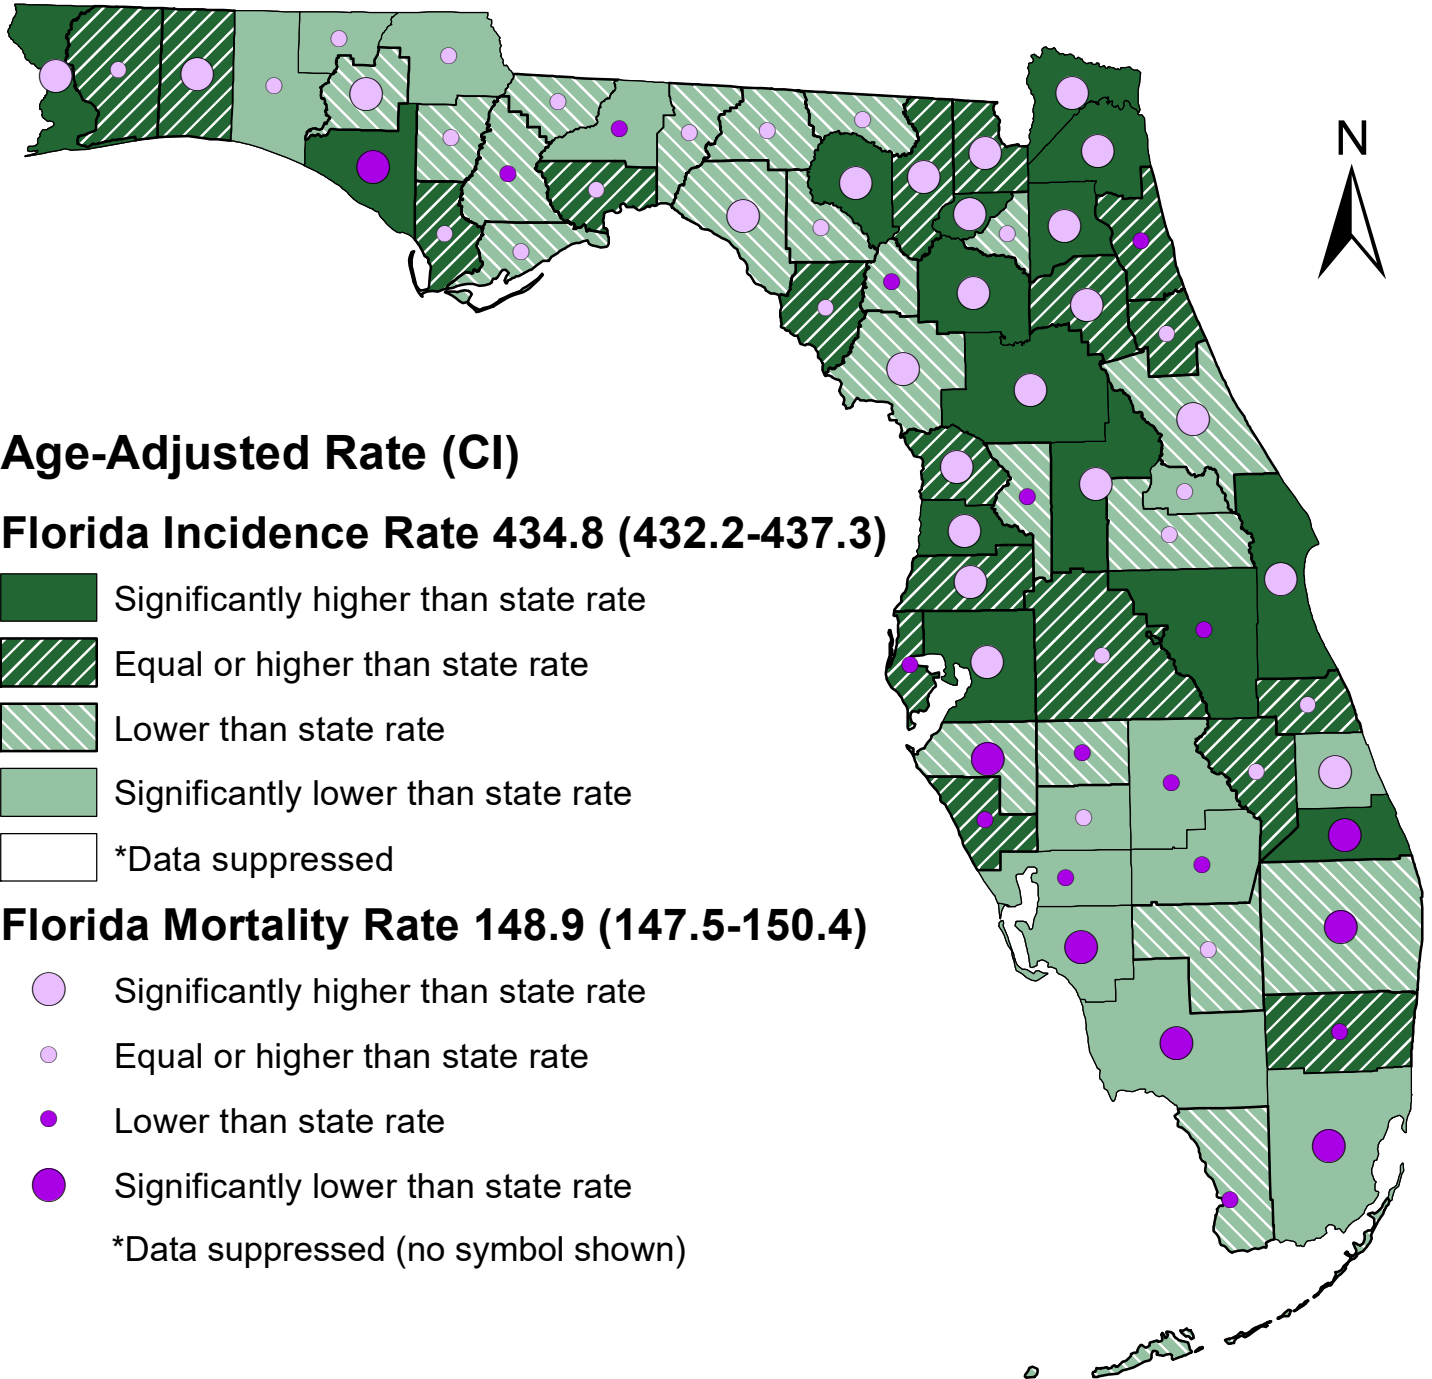 N
Age-Adjusted Rate (CI)
Florida Incidence Rate 434.8 (432.2-437.3)
Significantly higher than state rate
Equal or higher than state rate
Lower than state rate
Significantly lower than state rate
*Data suppressed
Florida Mortality Rate 148.9 (147.5-150.4)
Significantly higher than state rate
Equal or higher than state rate
Lower than state rate
Significantly lower than state rate
*Data suppressed (no symbol shown)